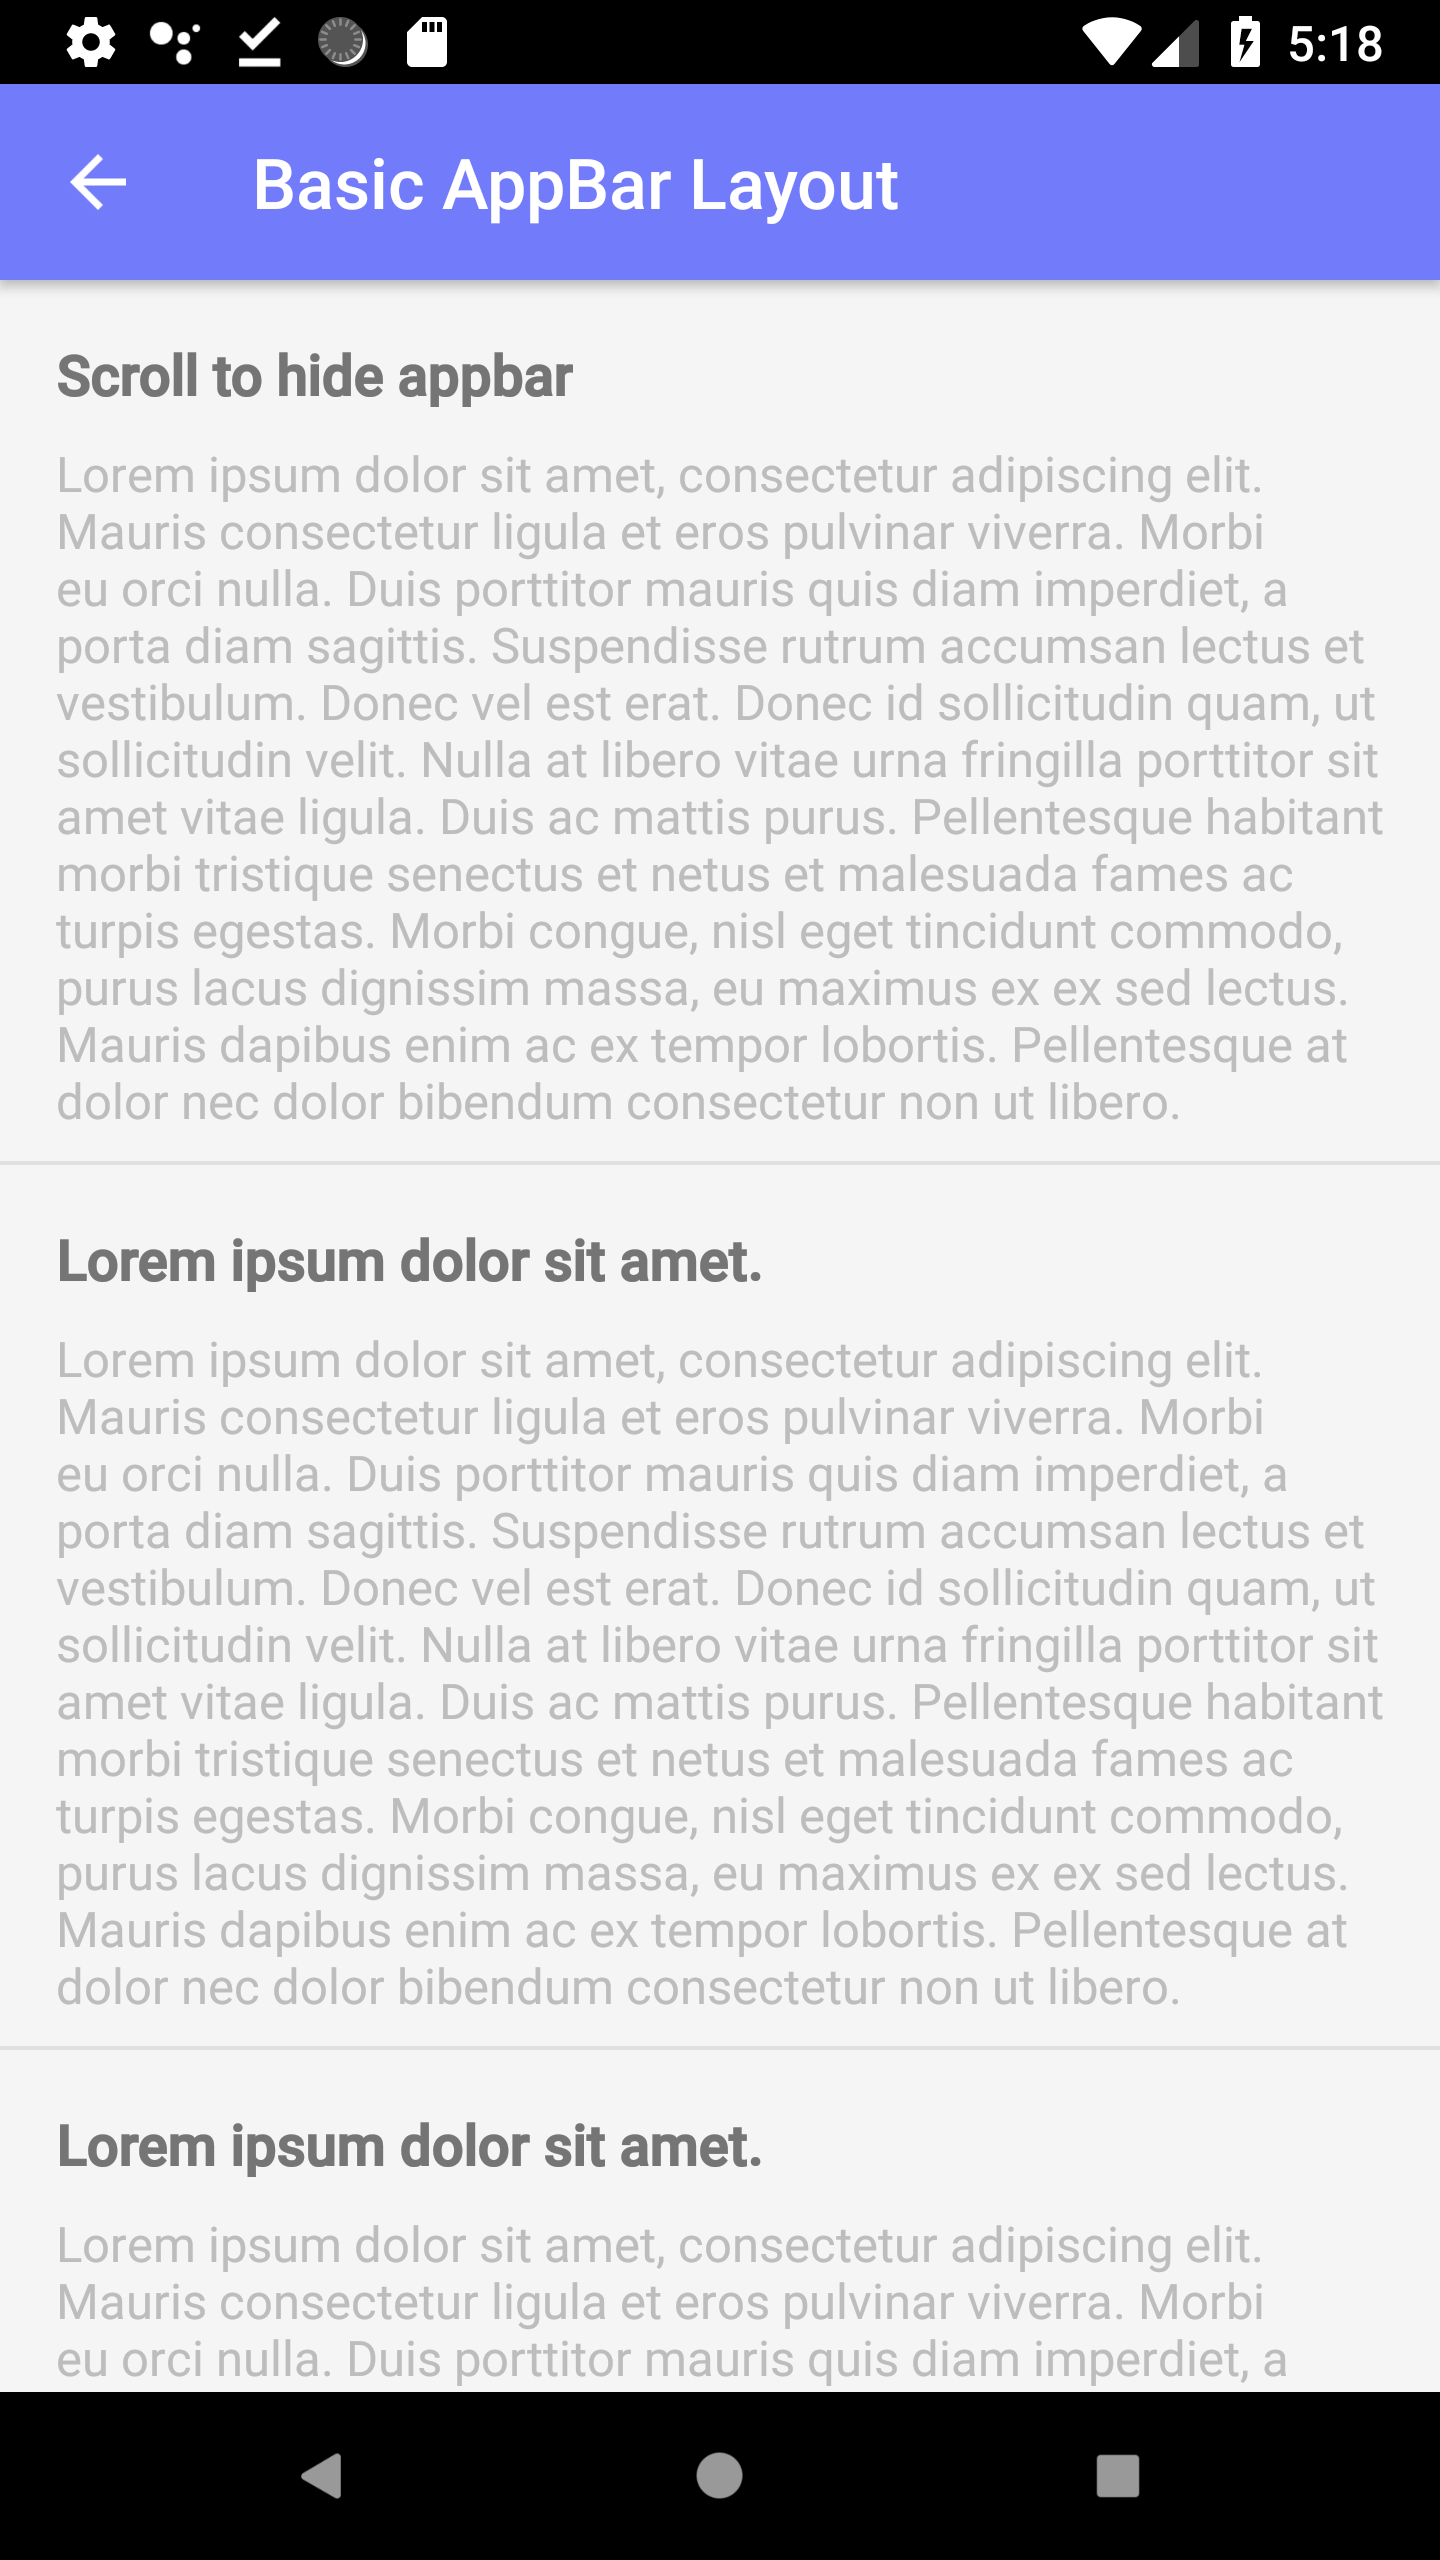 5:18
Basic AppBar Layout
Scroll to hide appbar
Lorem ipsum dolor sit amet, consectetur adipiscing elit.
Mauris consectetur ligula et eros pulvinar viverra. Morbi
eu orci nulla. Duis porttitor mauris quis diam imperdiet, a
porta diam sagittis. Suspendisse rutrum accumsan lectus et
vestibulum. Donec vel est erat. Donec id sollicitudin quam, ut
sollicitudin velit. Nulla at libero vitae urna fringilla porttitor sit
amet vitae ligula. Duis ac mattis purus. Pellentesque habitant
morbi tristique senectus et netus et malesuada fames ac
turpis egestas. Morbi congue, nisl eget tincidunt commodo,
purus lacus dignissim massa, eu maximus ex ex sed lectus.
Mauris dapibus enim ac ex tempor lobortis. Pellentesque at
dolor nec dolor bibendum consectetur non ut libero.
Lorem ipsum dolor sit amet.
Lorem ipsum dolor sit amet, consectetur adipiscing elit.
Mauris consectetur ligula et eros pulvinar viverra. Morbi
eu orci nulla. Duis porttitor mauris quis diam imperdiet, a
porta diam sagittis. Suspendisse rutrum accumsan lectus et
vestibulum. Donec vel est erat. Donec id sollicitudin quam, ut
sollicitudin velit. Nulla at libero vitae urna fringilla porttitor sit
amet vitae ligula. Duis ac mattis purus. Pellentesque habitant
morbi tristique senectus et netus et malesuada fames ac
turpis egestas. Morbi congue, nisl eget tincidunt commodo,
purus lacus dignissim massa, eu maximus ex ex sed lectus.
Mauris dapibus enim ac ex tempor lobortis. Pellentesque at
dolor nec dolor bibendum consectetur non ut libero.
Lorem ipsum dolor sit amet.
Lorem ipsum dolor sit amet, consectetur adipiscing elit.
Mauris consectetur ligula et eros pulvinar viverra. Morbi
eu orci nulla. Duis porttitor mauris quis diam imperdiet, a